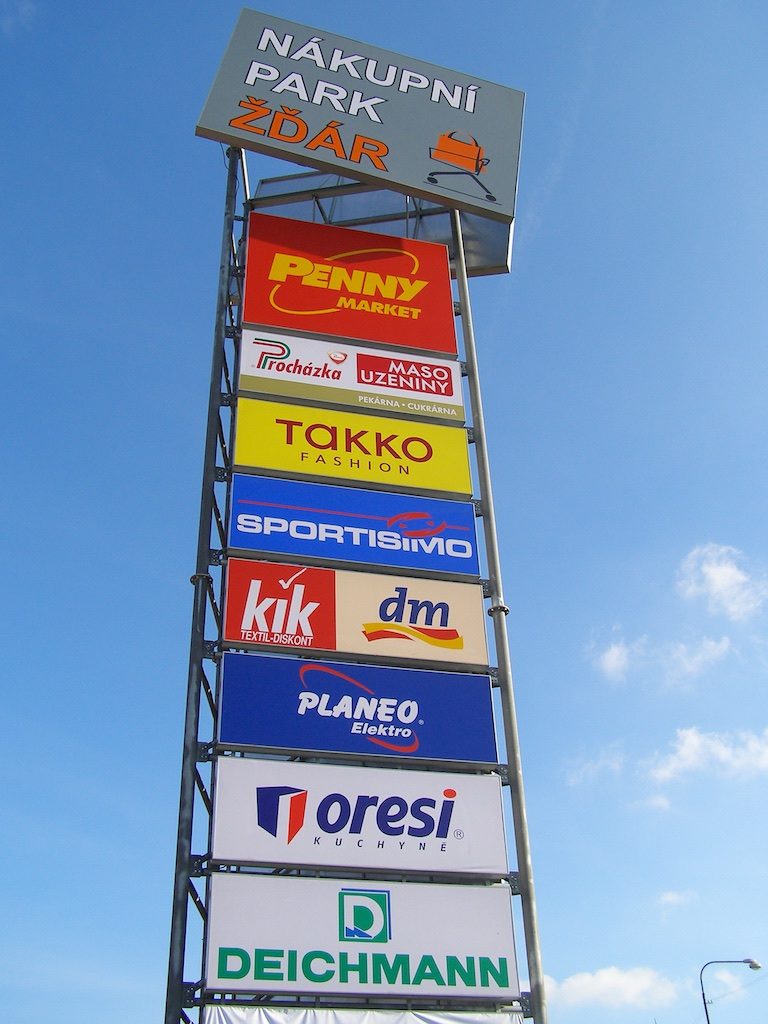 NÁKUPNÍ
PARK
ŽĎÁR
PENNY
MARKET
Procházka
MASO
UZENINY
PEKÁRNA • CUKRÁRNA
TAKKO
FASHION
SPORTISIMO
kik
TEXTIL-DISKONT
dm
PLANEO
Elektro
oresi®
KUCHYNĚ
D
DEICHMANN